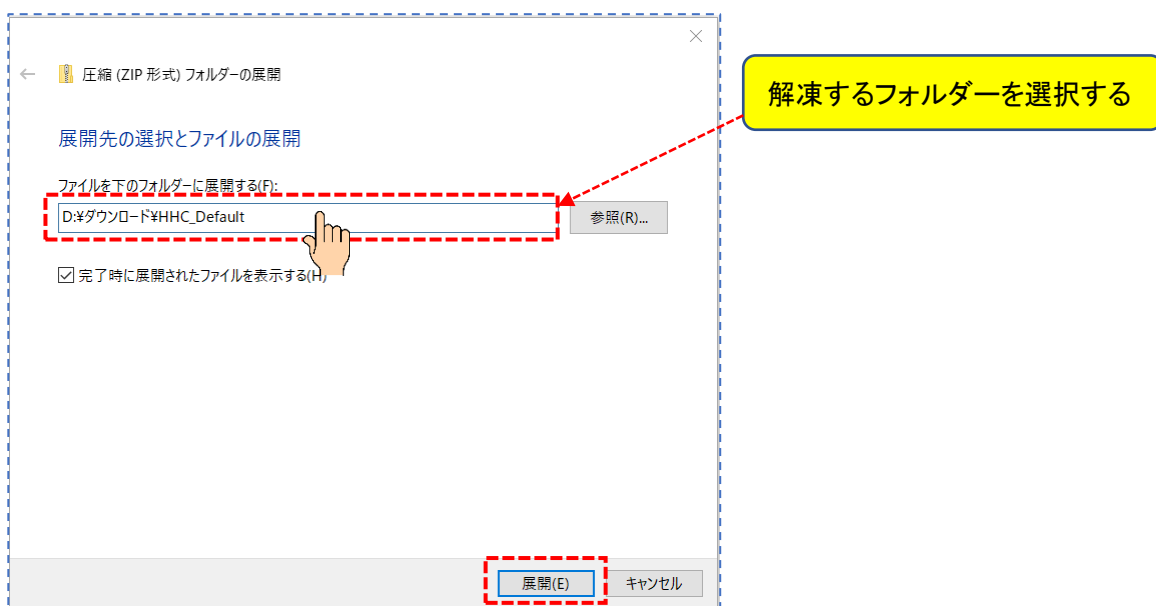 圧縮 (ZIP 形式) フォルダーの展開
解凍するフォルダーを選択する
展開先の選択とファイルの展開
ファイルを下のフォルダーに展開する(F):
D:¥ダウンロード¥HHC_Default
参照(R)...
完了時に展開されたファイルを表示する(H)
展開(E)
キャンセル